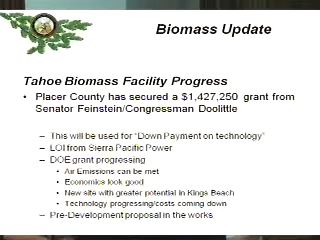 Biomass Update
Tahoe Biomass Facility Progress
• Placer County has secured a $1,427,250 grant from
Senator Feinstein/Congressman Doolittle
– This will be used for "Down Payment on technology"
– LOI from Sierra Pacific Power
– DOE grant progressing
• Air Emissions can be met
• Economics look good
• New site with greater potential in Kings Beach
• Technology progressing/costs coming down
– Pre-Development proposal in the works